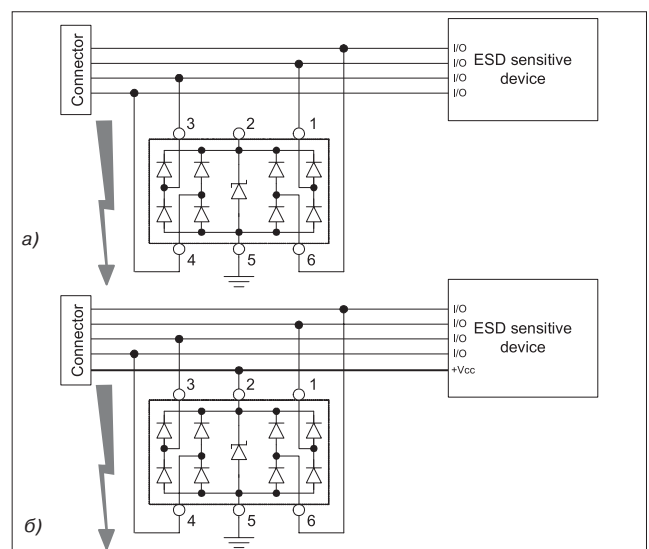 Connector
I/O
I/O
I/O
I/O
ESD sensitive
device
3
2
1
4
5
6
а)
Connector
I/O
I/O
I/O
I/O
+Vcc
ESD sensitive
device
3
2
1
4
5
6
б)